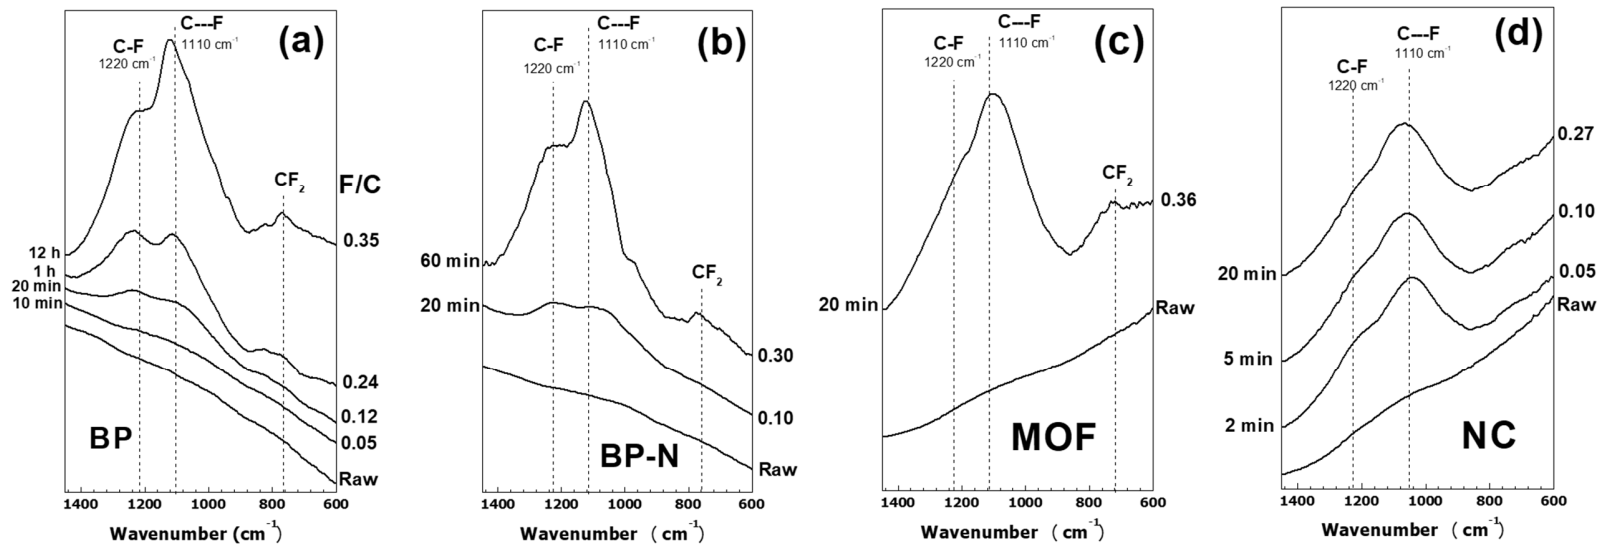 C---F
1110 cm-1
(a)
C-F
1220 cm-1
CF2
F/C
0.35
12 h
1 h
20 min
10 min
0.24
0.12
0.05
Raw
BP
1400 1200 1000 800 600
Wavenumber (cm-1)
C---F
1110 cm-1
(b)
C-F
1220 cm-1
60 min
CF2
20 min
0.30
0.10
Raw
BP-N
1400 1200 1000 800 600
Wavenumber (cm-1)
C---F
1110 cm-1
(c)
C-F
1220 cm-1
CF2
0.36
20 min
Raw
MOF
1400 1200 1000 800 600
Wavenumber (cm-1)
C---F
1110 cm-1
(d)
C-F
1220 cm-1
0.27
0.10
20 min
0.05
Raw
5 min
2 min
NC
1400 1200 1000 800 600
Wavenumber (cm-1)